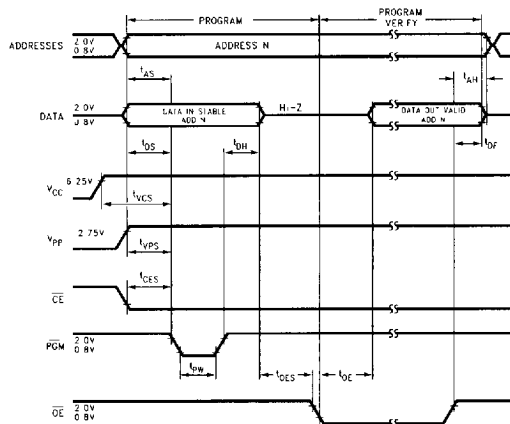 PROGRAM
PROGRAM
VERIFY
ADDRESSES
2.0V
0.8V
ADDRESS N
tAS
tAH
DATA
2.0V
0.8V
DATA IN STABLE
ADD N
Hi-Z
DATA OUT VALID
ADD N
tDS
tDH
tDF
VCC
6.25V
tVCS
VPP
2.75V
tVPS
CE
tCES
PGM
2.0V
0.8V
tPW
tOES
tOE
OE
2.0V
0.8V